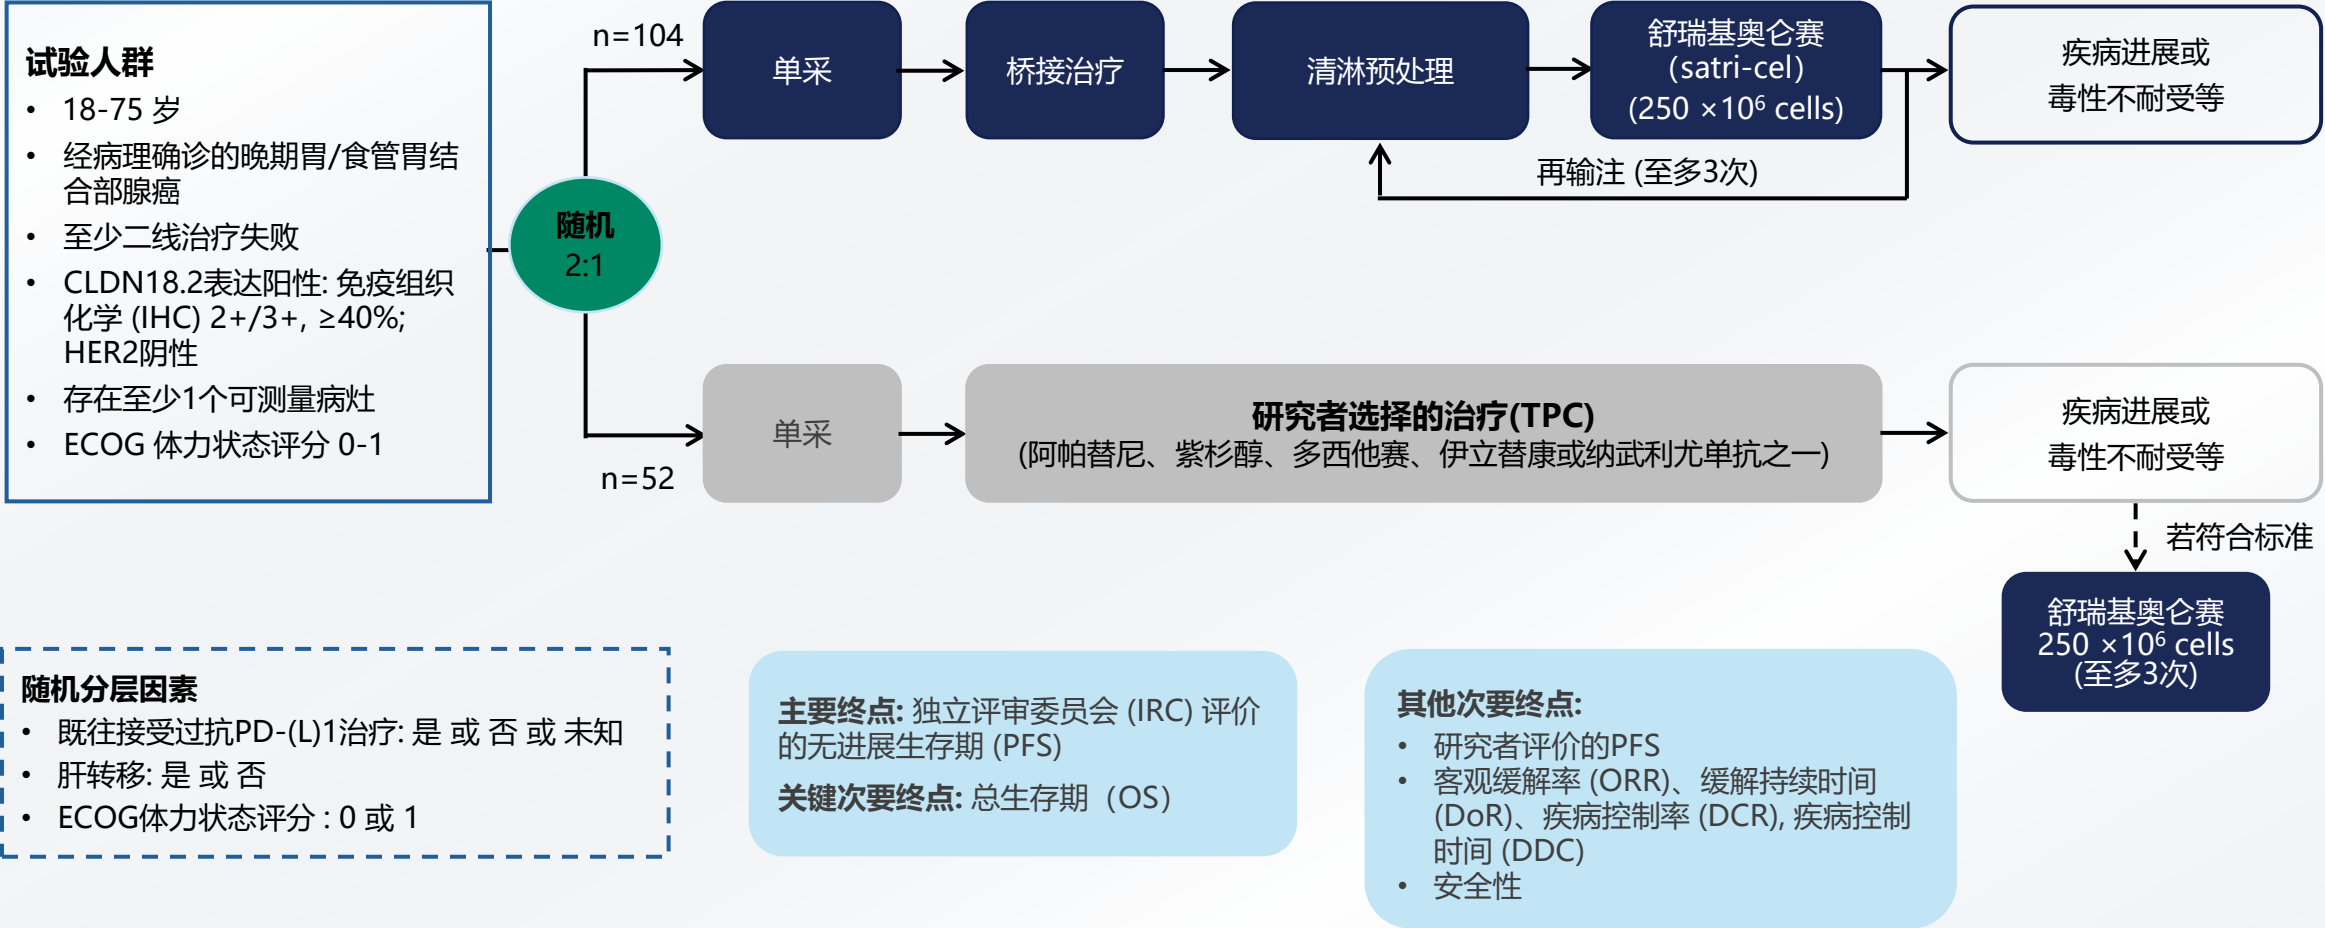 试验人群
• 18-75 岁
• 经病理确诊的晚期胃/食管胃结
合部腺癌
• 至少二线治疗失败
• CLDN18.2表达阳性: 免疫组织
化学 (IHC) 2+/3+, ≥40%;
HER2阴性
• 存在至少1个可测量病灶
• ECOG 体力状态评分 0-1
随机
2:1
n=104
单采
桥接治疗
清淋预处理
舒瑞基奥仑赛
（satri-cel）
(250 ×10⁶ cells)
疾病进展或
毒性不耐受等
再输注 (至多3次)
n=52
单采
研究者选择的治疗(TPC)
(阿帕替尼、紫杉醇、多西他赛、伊立替康或纳武利尤单抗之一)
疾病进展或
毒性不耐受等
若符合标准
舒瑞基奥仑赛
250 ×10⁶ cells
(至多3次)
随机分层因素
• 既往接受过抗PD-(L)1治疗: 是 或 否 或 未知
• 肝转移: 是 或 否
• ECOG体力状态评分 : 0 或 1
主要终点: 独立评审委员会 (IRC) 评价
的无进展生存期 (PFS)
关键次要终点: 总生存期（OS）
其他次要终点:
• 研究者评价的PFS
• 客观缓解率 (ORR)、缓解持续时间
(DoR)、疾病控制率 (DCR), 疾病控制
时间 (DDC)
• 安全性